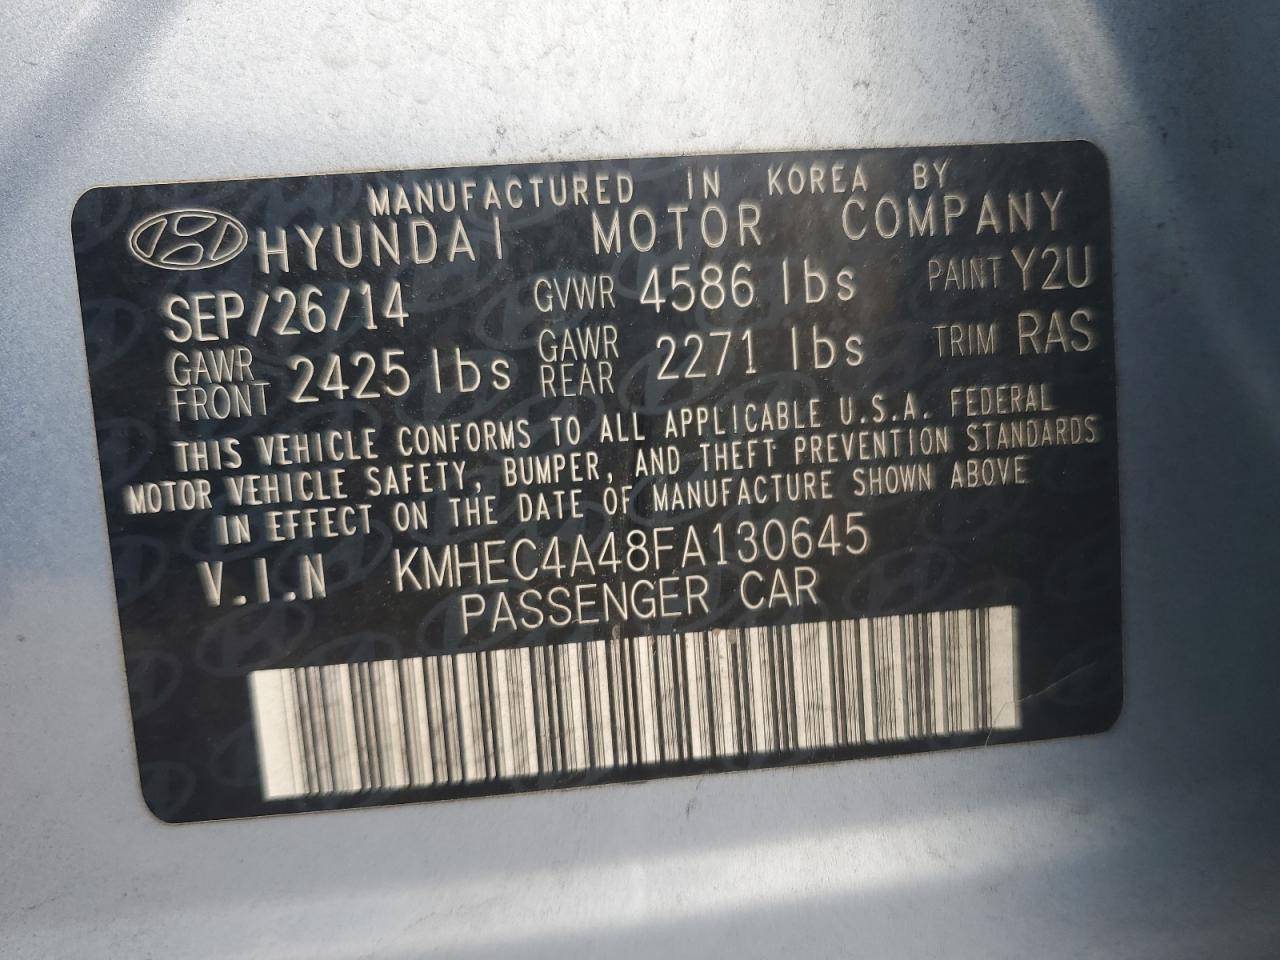 MANUFACTURED IN KOREA BY
HYUNDAI MOTOR COMPANY
SEP/26/14 GVWR 4586 lbs PAINT Y2U
GAWR FRONT 2425 lbs GAWR REAR 2271 lbs TRIM RAS
THIS VEHICLE CONFORMS TO ALL APPLICABLE U.S.A. FEDERAL
MOTOR VEHICLE SAFETY, BUMPER, AND THEFT PREVENTION STANDARDS
IN EFFECT ON THE DATE OF MANUFACTURE SHOWN ABOVE
V.I.N KMHEC4A48FA130645
PASSENGER CAR